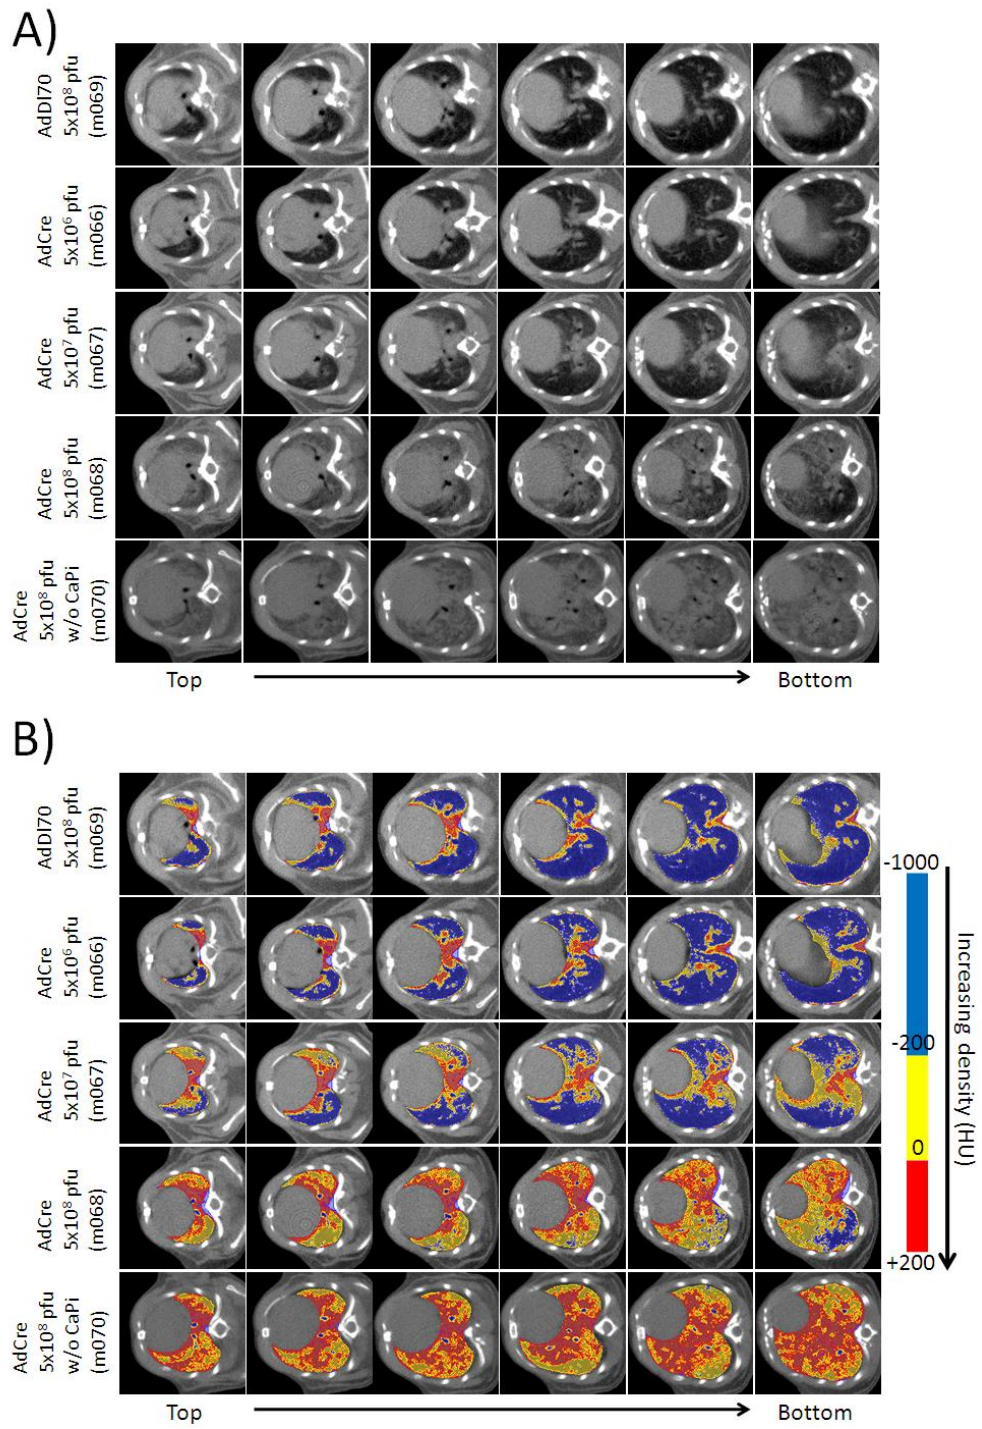 A)
AdDI70
5x10⁸ pfu
(m069)
AdCre
5x10⁶ pfu
(m066)
AdCre
5x10⁷ pfu
(m067)
AdCre
5x10⁸ pfu
(m068)
AdCre
5x10⁸ pfu
w/o CaPi
(m070)
Top
Bottom
B)
AdDI70
5x10⁸ pfu
(m069)
AdCre
5x10⁶ pfu
(m066)
AdCre
5x10⁷ pfu
(m067)
AdCre
5x10⁸ pfu
(m068)
AdCre
5x10⁸ pfu
w/o CaPi
(m070)
-1000
-200
0
+200
Increasing density (HU)
Top
Bottom